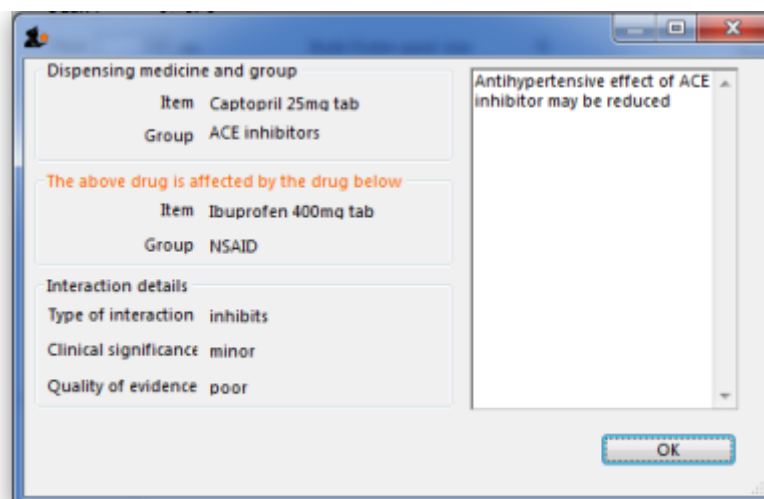 Dispensing medicine and group
Item Captopril 25mg tab
Group ACE inhibitors
The above drug is affected by the drug below
Item Ibuprofen 400mg tab
Group NSAID
Interaction details
Type of interaction inhibits
Clinical significance minor
Quality of evidence poor
Antihypertensive effect of ACE
inhibitor may be reduced
OK